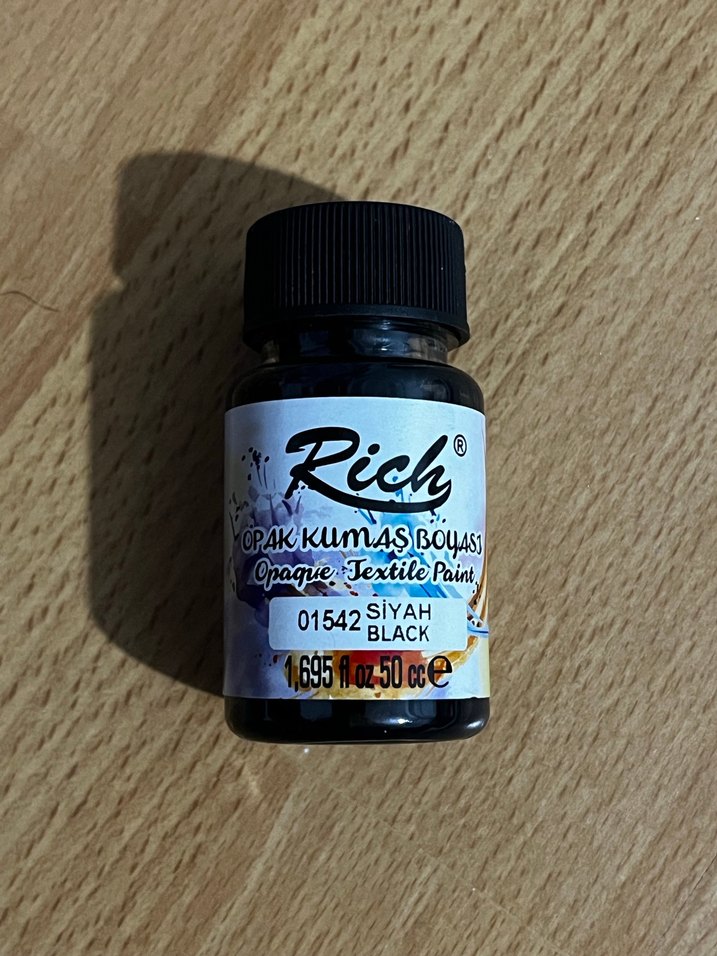 Rich®
OPAK KUMAŞ BOYASI
Opaque Textile Paint
01542 SİYAH
BLACK
1,695 fl oz 50 cc e